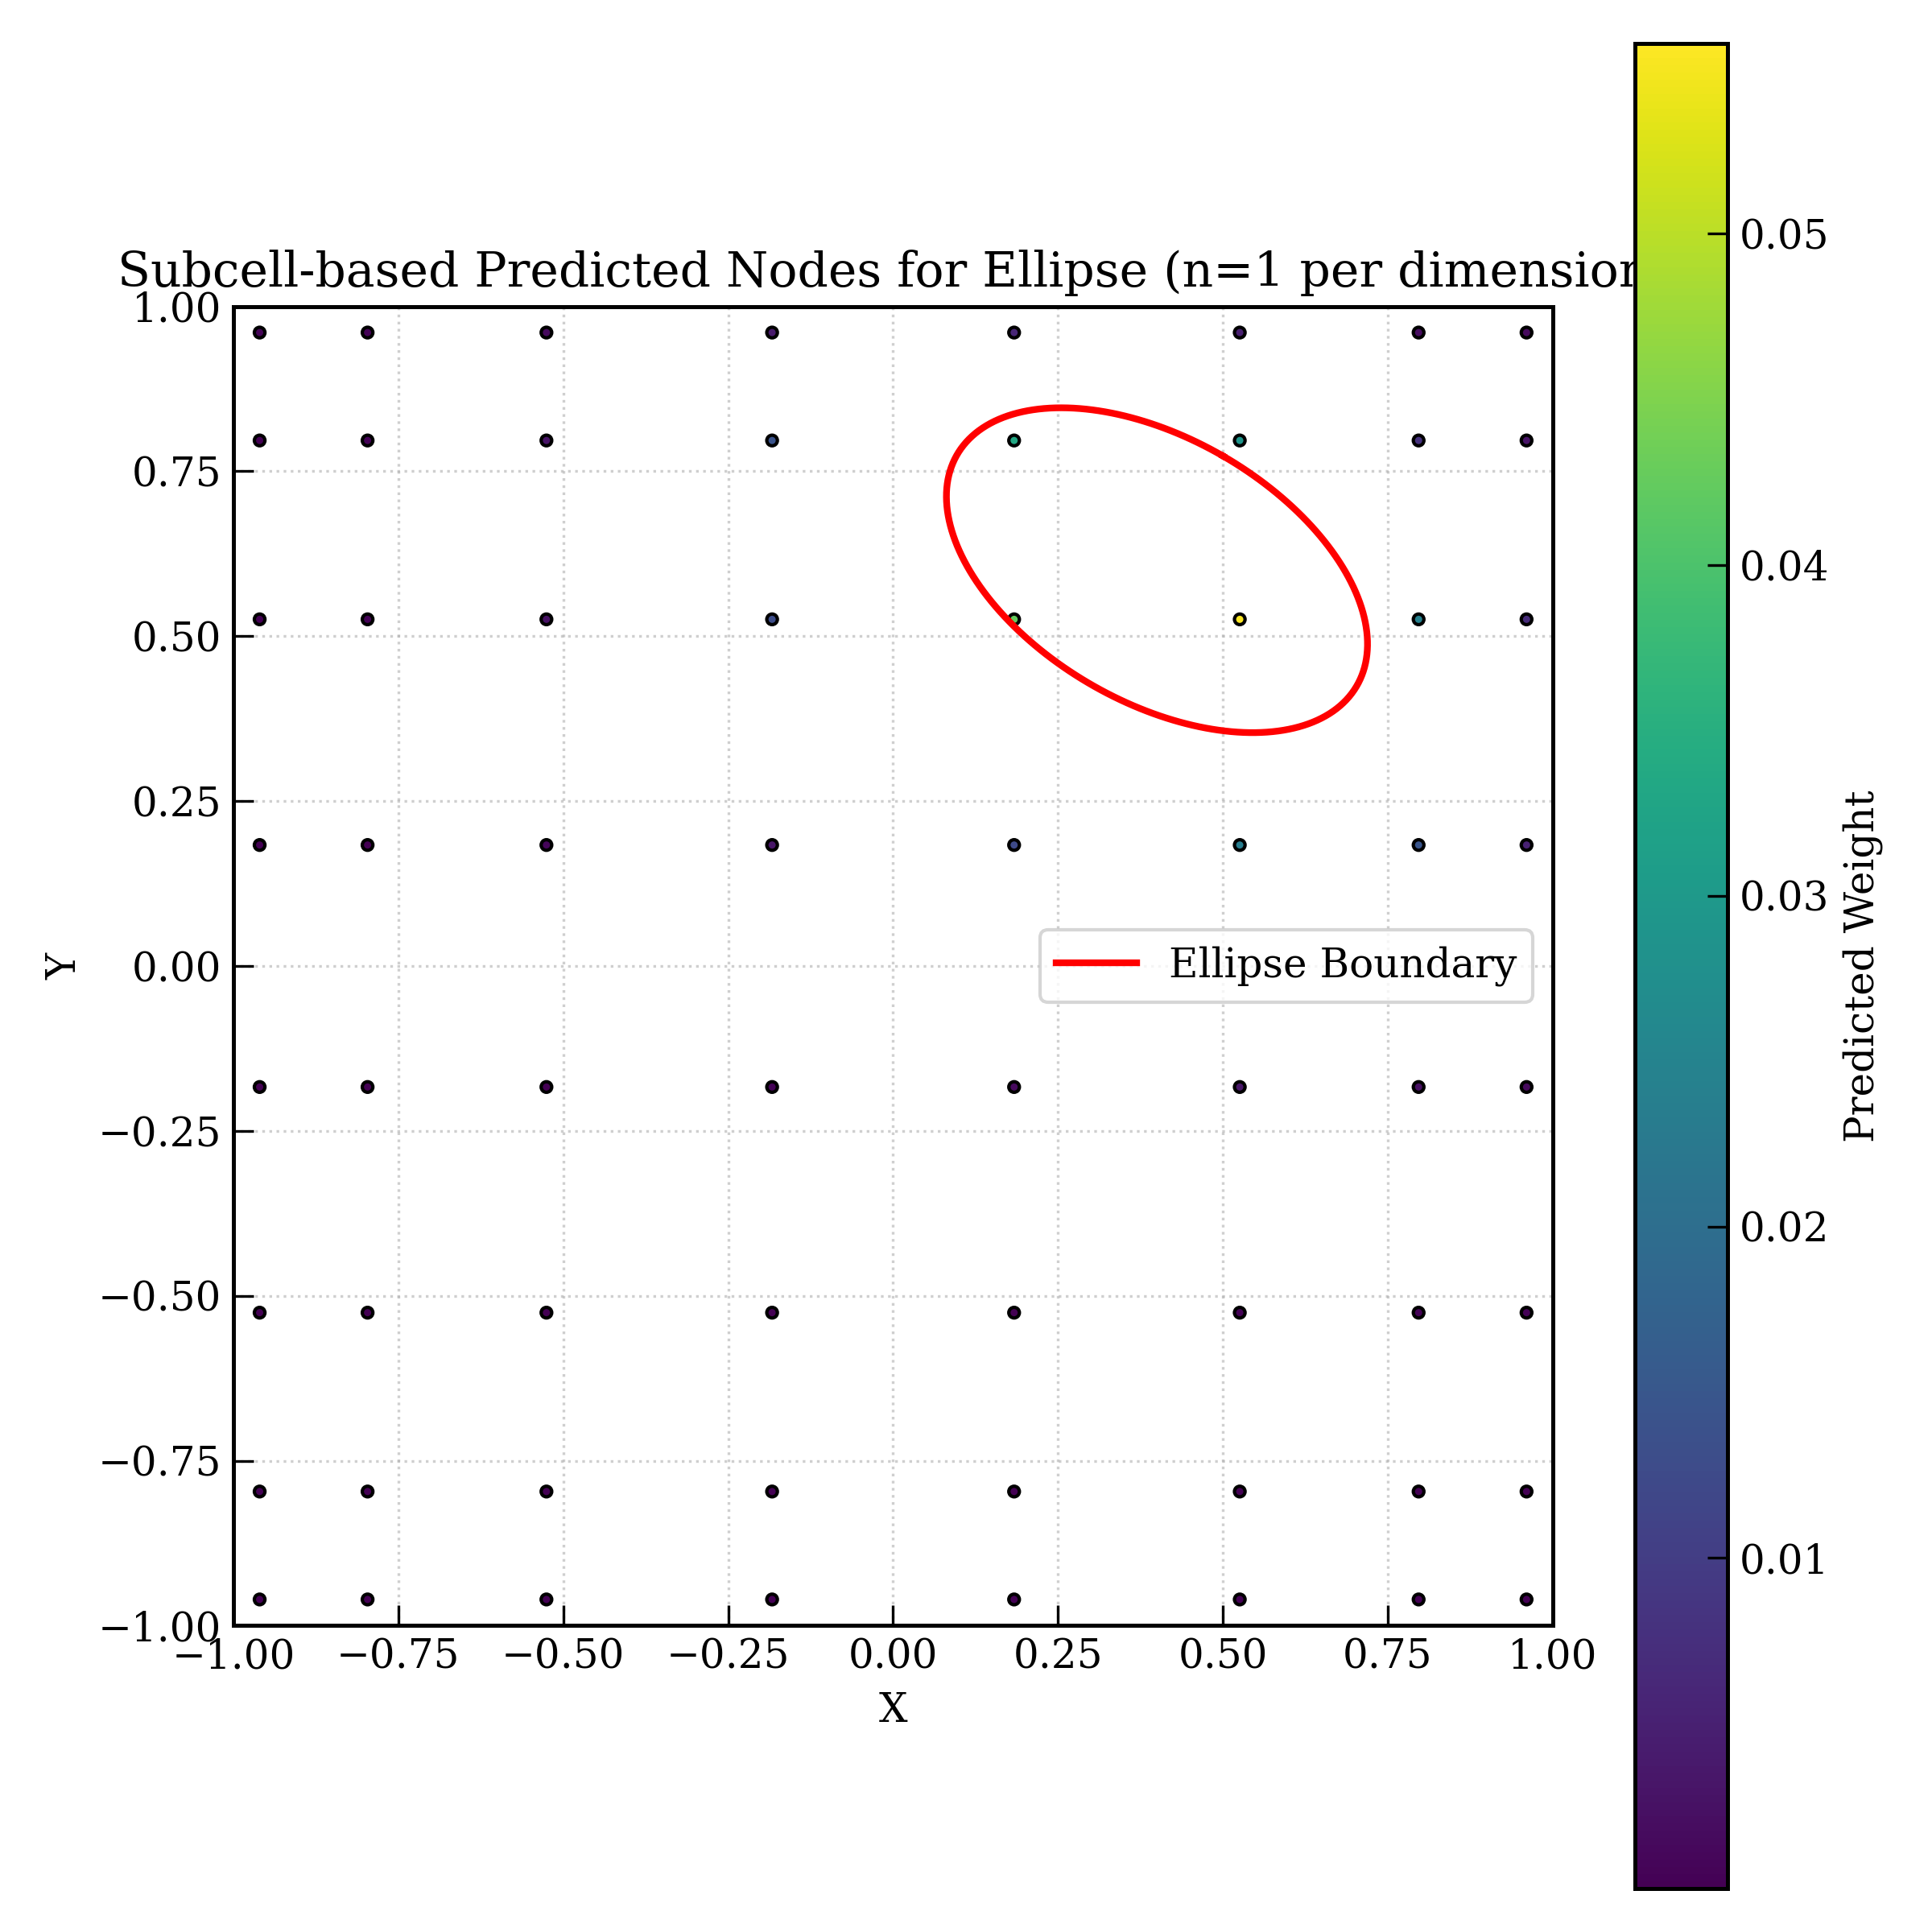 Subcell-based Predicted Nodes for Ellipse (n=1 per dimension
1.00
0.75
0.50
0.25
0.00
−0.25
−0.50
−0.75
−1.00
Y
−1.00 −0.75 −0.50 −0.25 0.00 0.25 0.50 0.75 1.00
X
Ellipse Boundary
0.05
0.04
0.03
0.02
0.01
Predicted Weight